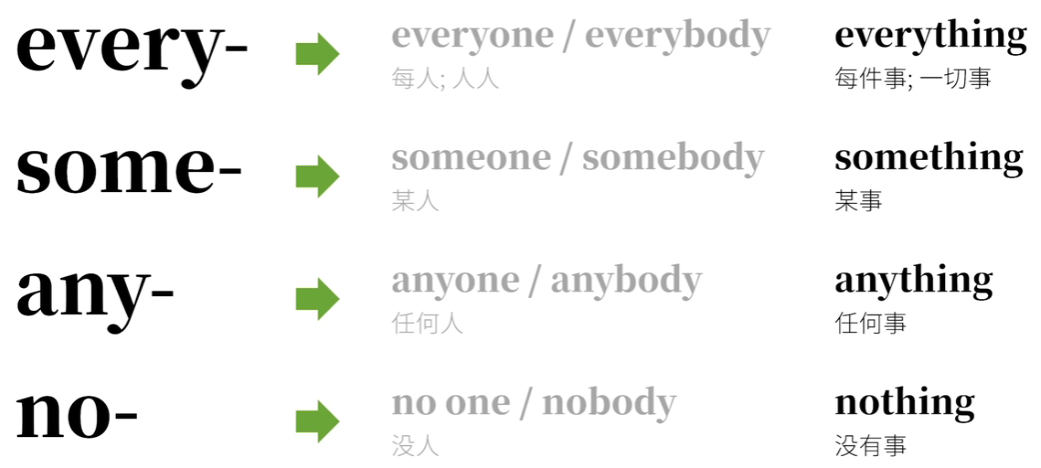 every-
everyone / everybody
everything
每人; 人人
每件事; 一切事
some-
someone / somebody
something
某人
某事
any-
anyone / anybody
anything
任何人
任何事
no-
no one / nobody
nothing
没人
没有事